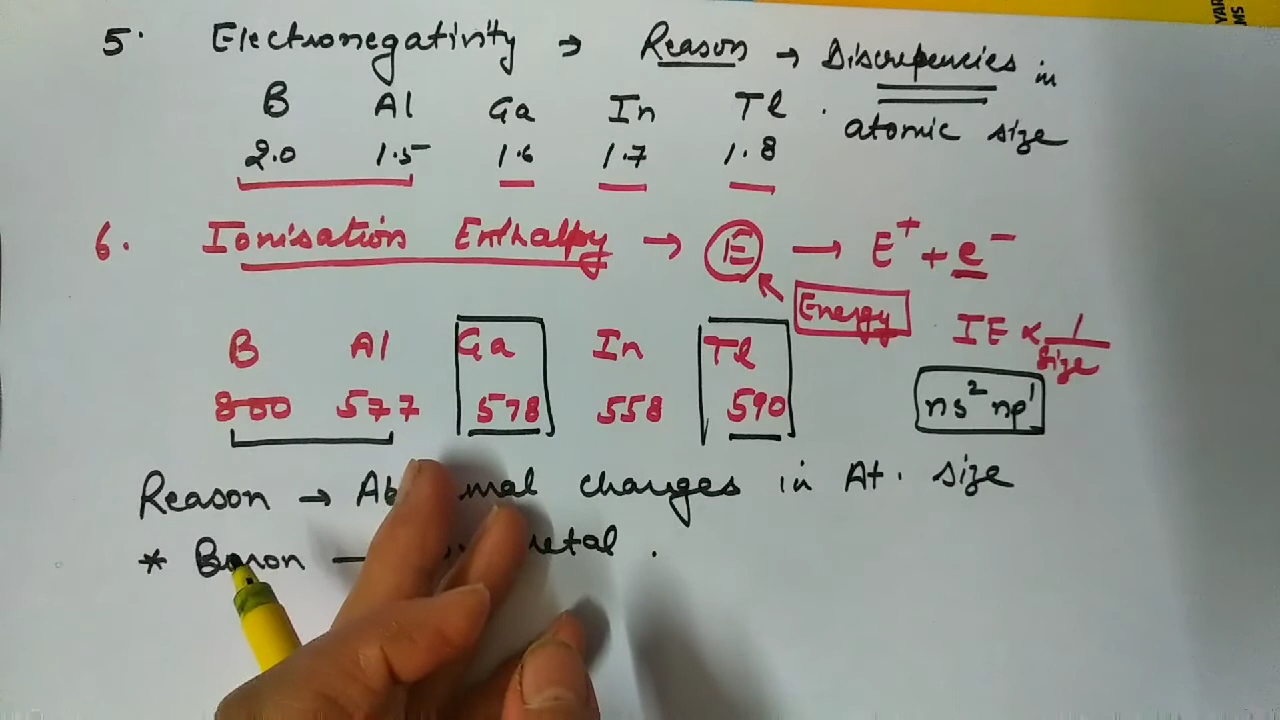 5. Electronegativity → Reason → Discrepencies in
atomic size
B Al Ga In Tl
2.0 1.5 1.6 1.7 1.8
6. Ionisation Enthalpy → E → E+ + e-
Energy
IE ∝ 1/size
B Al Ga In Tl
800 577 578 558 590
ns² np¹
Reason → changes in At. size
* Boron —
YAR
MS